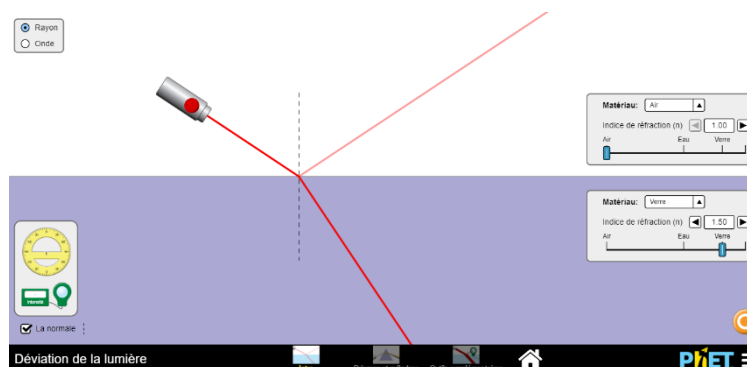 Rayon
Onde
Matériau: Air
Indice de réfraction (n) 1.00
Air Eau Verre
Matériau: Verre
Indice de réfraction (n) 1.50
Air Eau Verre
Intensité
La normale
Déviation de la lumière
PhET